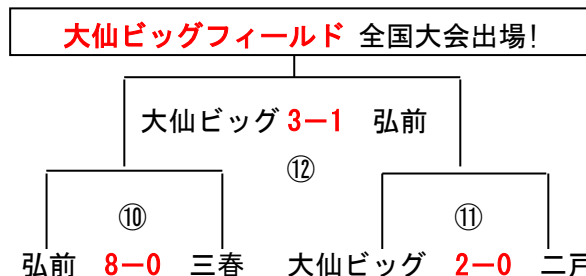 大仙ビッグフィールド 全国大会出場!
大仙ビッグ 3－1 弘前
⑫
⑩ ⑪
弘前 8－0 三春 大仙ビッグ 2－0 二戸